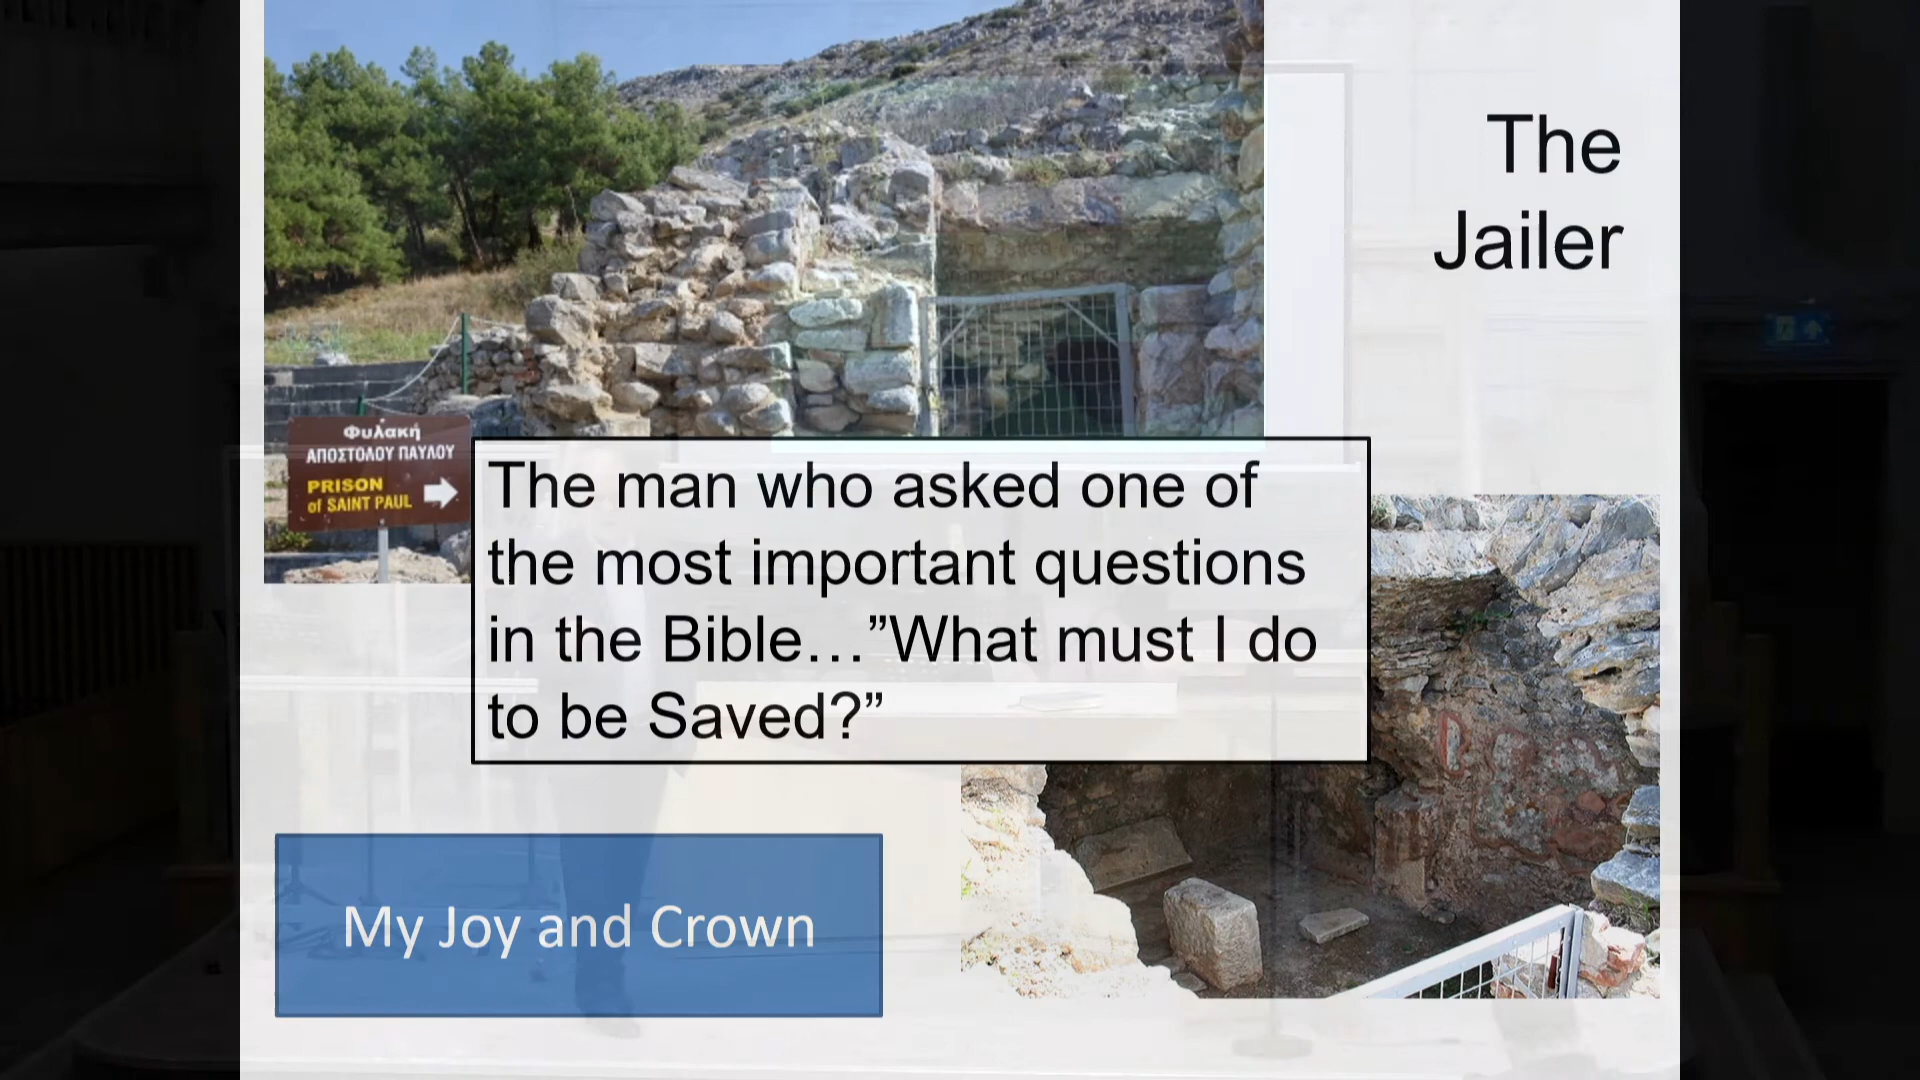 The
Jailer
Φυλακή
ΑΠΟΣΤΟΛΟΥ ΠΑΥΛΟΥ
PRISON
of SAINT PAUL
The man who asked one of
the most important questions
in the Bible…”What must I do
to be Saved?”
My Joy and Crown